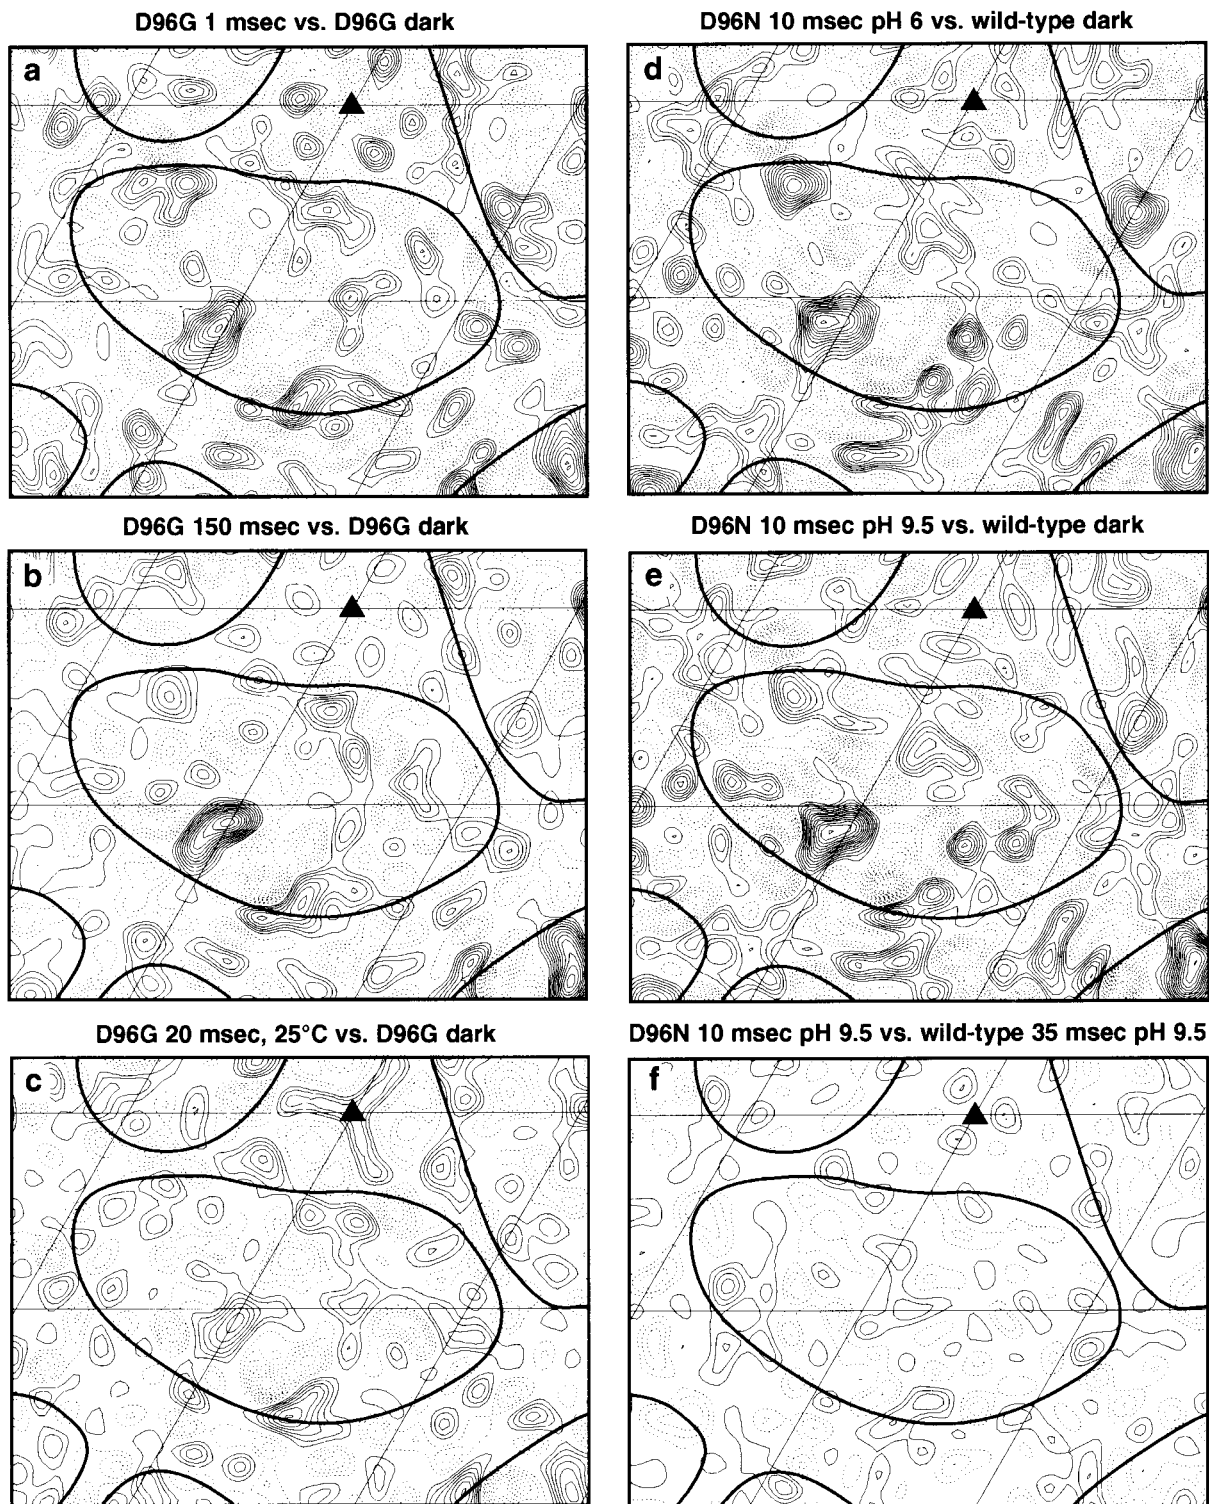 D96G 1 msec vs. D96G dark
a
D96N 10 msec pH 6 vs. wild-type dark
d
D96G 150 msec vs. D96G dark
b
D96N 10 msec pH 9.5 vs. wild-type dark
e
D96G 20 msec, 25°C vs. D96G dark
c
D96N 10 msec pH 9.5 vs. wild-type 35 msec pH 9.5
f